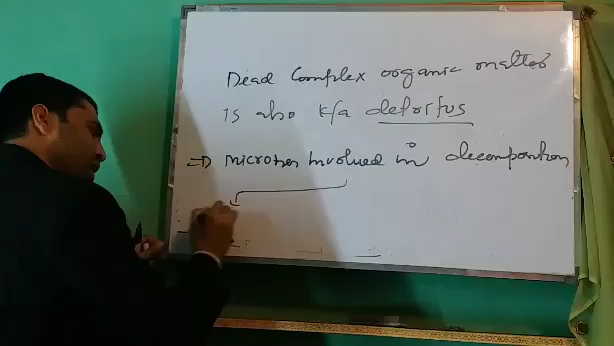 Dead Complex organic matter
is also k/a detritus
⇒ microbes Involved in decomposition